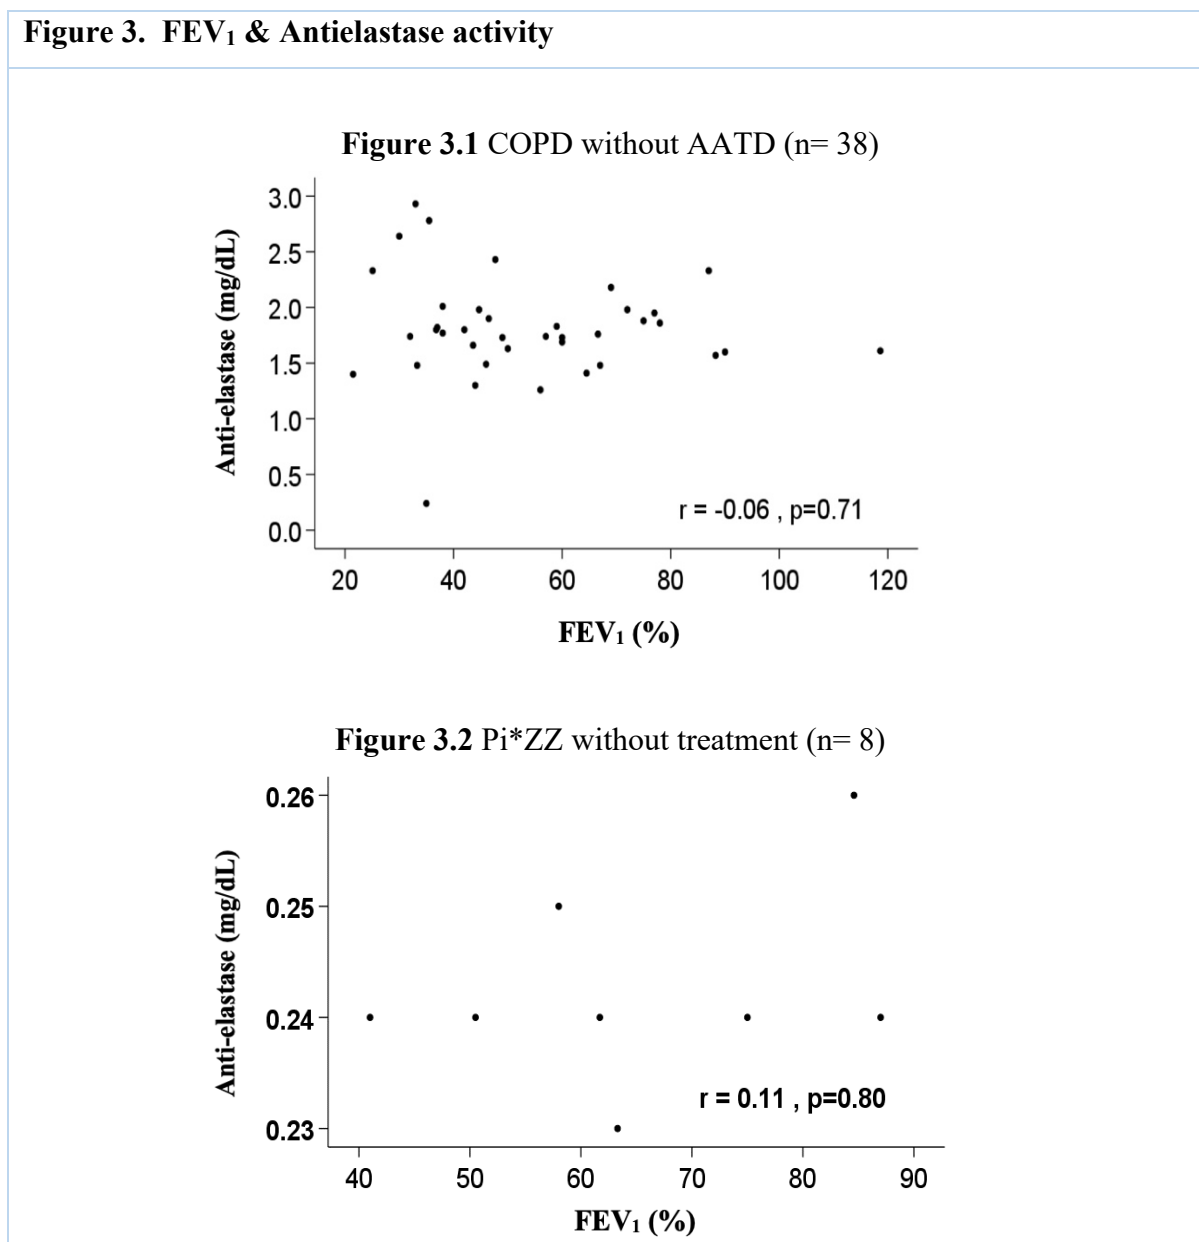 Figure 3. FEV₁ & Antielastase activity
Figure 3.1 COPD without AATD (n= 38)
Anti-elastase (mg/dL)
3.0
2.5
2.0
1.5
1.0
0.5
0.0
r = -0.06 , p=0.71
20 40 60 80 100 120
FEV₁ (%)
Figure 3.2 Pi*ZZ without treatment (n= 8)
Anti-elastase (mg/dL)
0.26
0.25
0.24
0.23
r = 0.11 , p=0.80
40 50 60 70 80 90
FEV₁ (%)